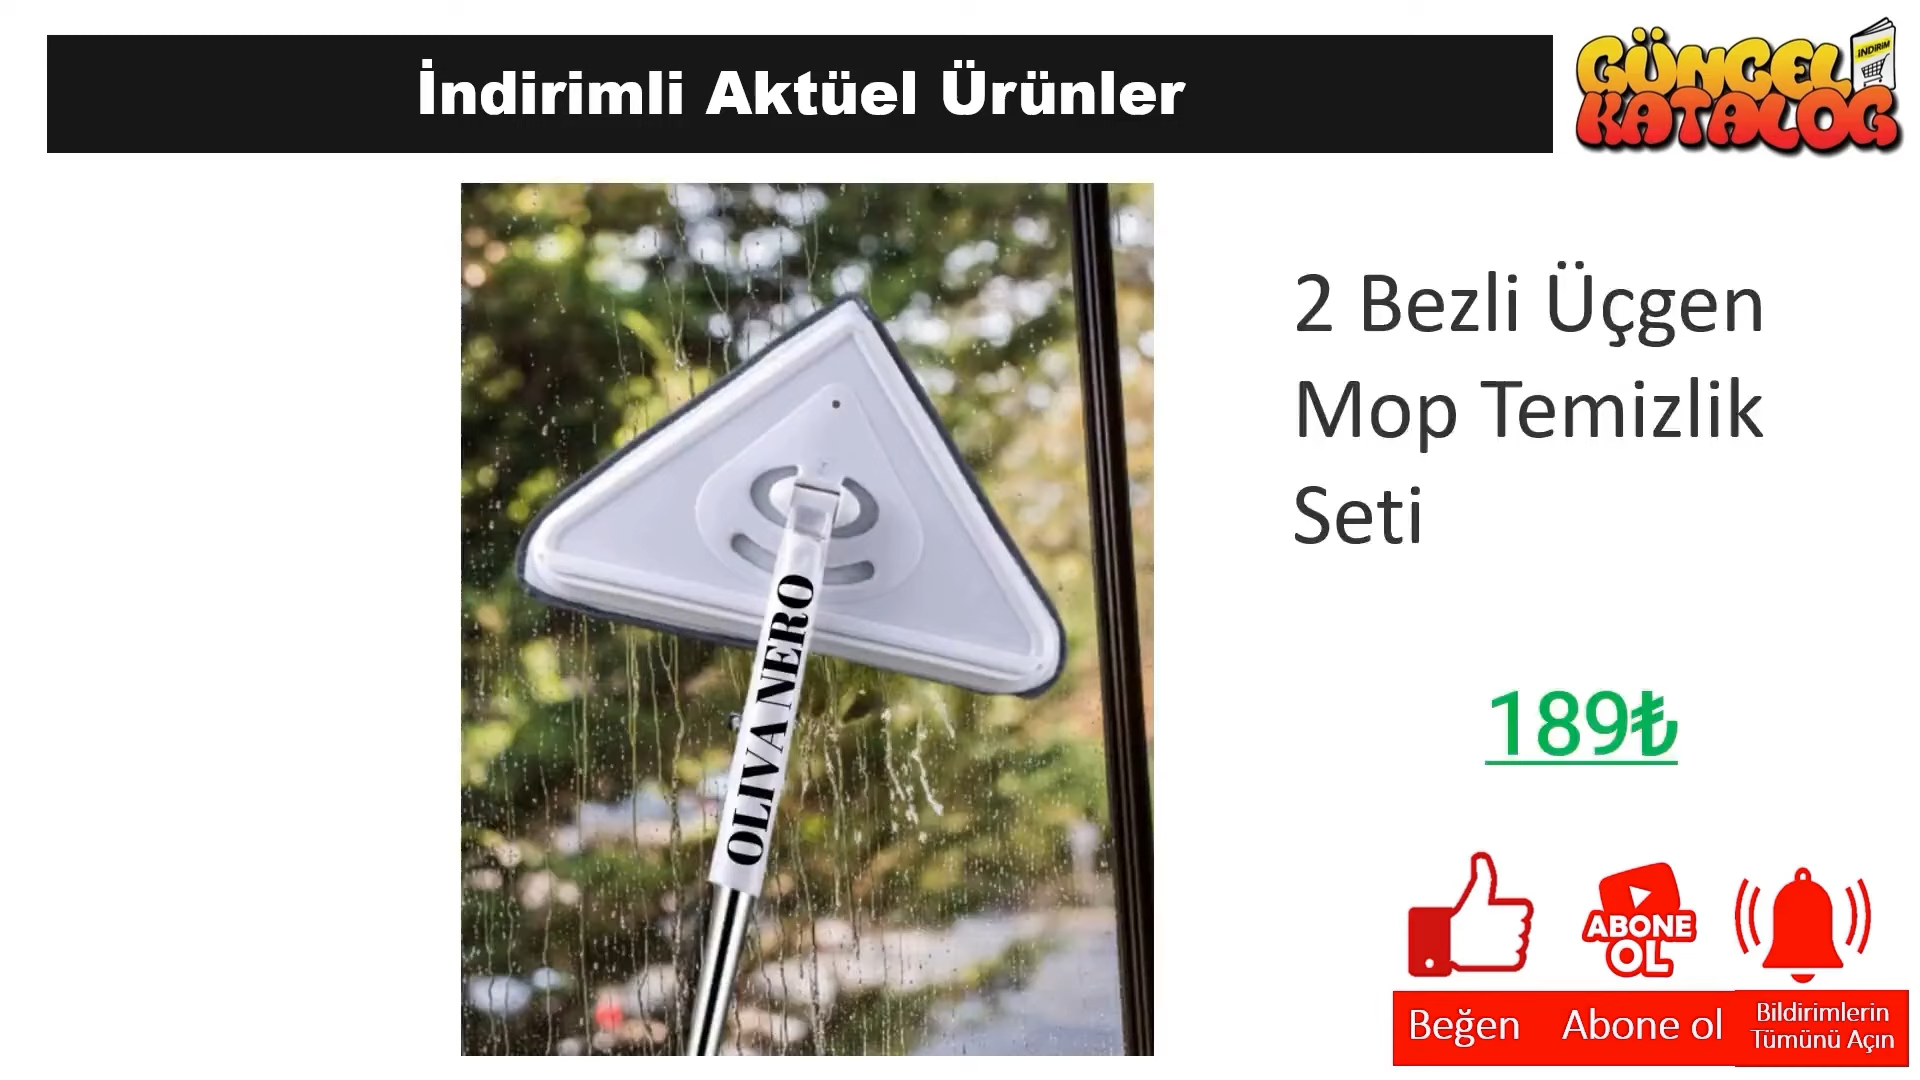 İndirimli Aktüel Ürünler
GÜNCEL
KATALOG
İNDİRİM
2 Bezli Üçgen
Mop Temizlik
Seti
OLIVA NERO
189₺
ABONE
OL
Beğen
Abone ol
Bildirimlerin
Tümünü Açın